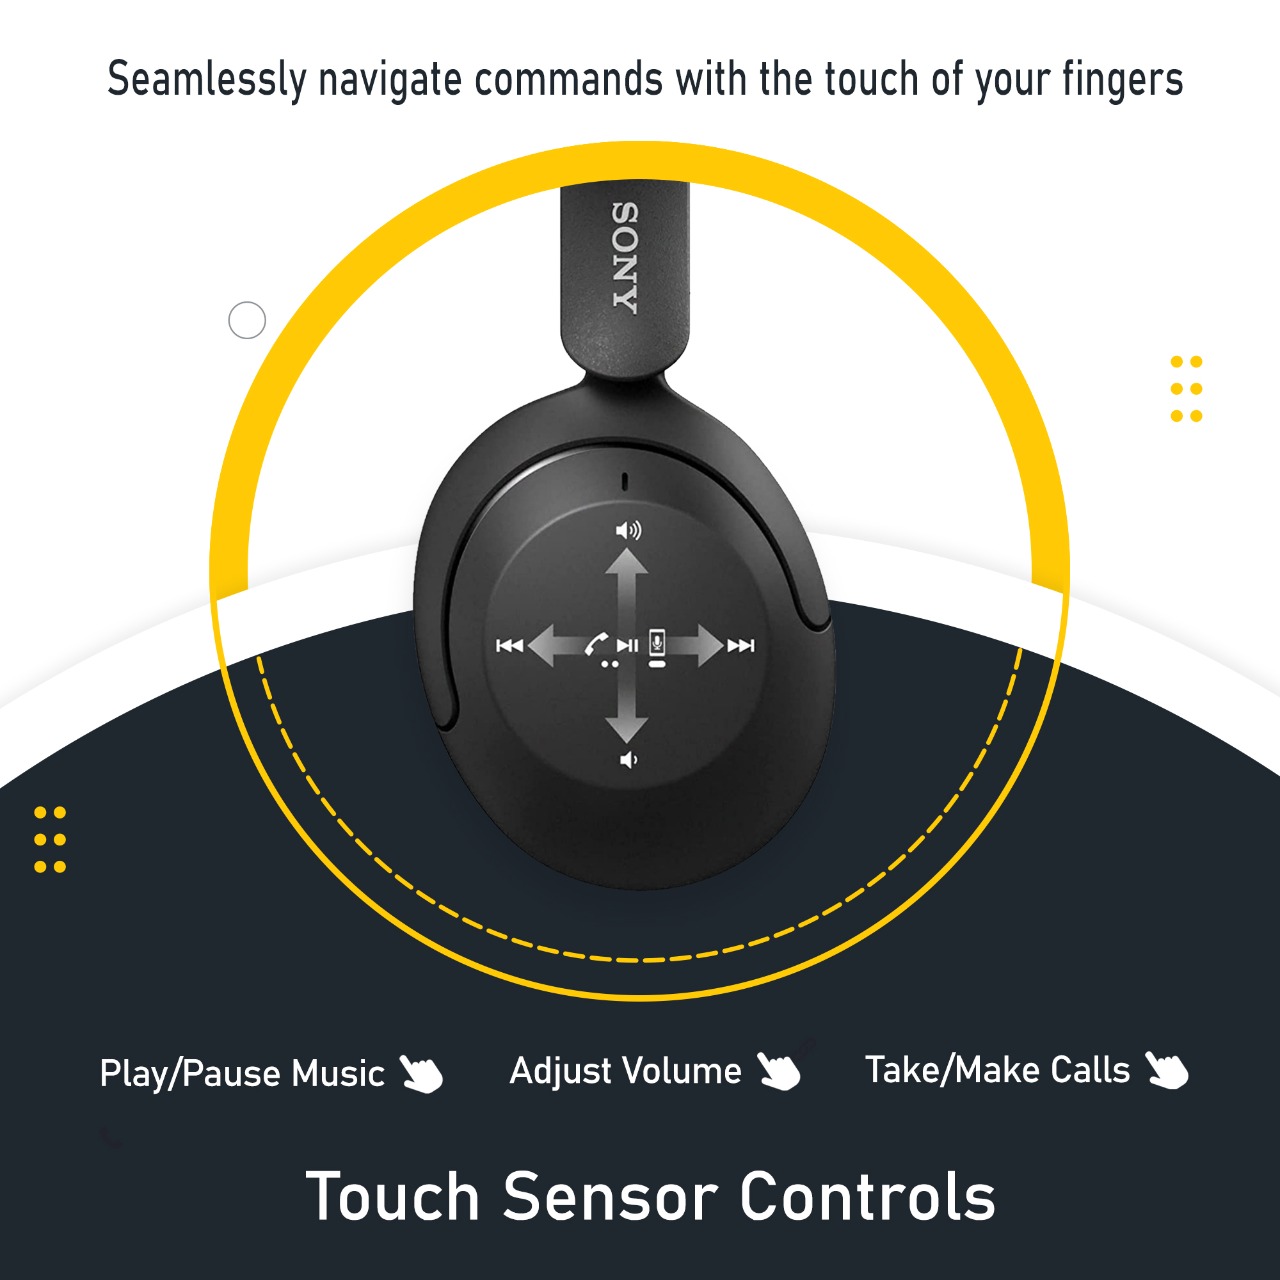 Seamlessly navigate commands with the touch of your fingers
SONY
Play/Pause Music
Adjust Volume
Take/Make Calls
Touch Sensor Controls